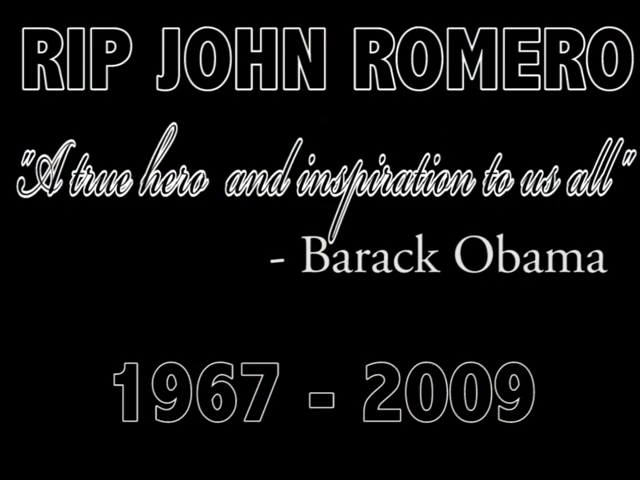 RIP JOHN ROMERO
"A true hero and inspiration to us all"
- Barack Obama
1967 - 2009